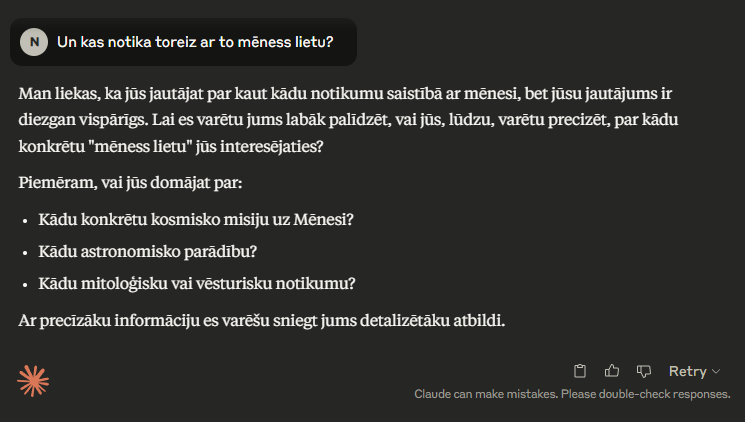 N Un kas notika toreiz ar to mēness lietu?
Man liekas, ka jūs jautājat par kaut kādu notikumu saistībā ar mēnesi, bet jūsu jautājums ir
diezgan vispārīgs. Lai es varētu jums labāk palīdzēt, vai jūs, lūdzu, varētu precizēt, par kādu
konkrētu "mēness lietu" jūs interesējaties?
Piemēram, vai jūs domājat par:
• Kādu konkrētu kosmisko misiju uz Mēnesi?
• Kādu astronomisko parādību?
• Kādu mitoloģisku vai vēsturisku notikumu?
Ar precīzāku informāciju es varēšu sniegt jums detalizētāku atbildi.
Retry
Claude can make mistakes. Please double-check responses.